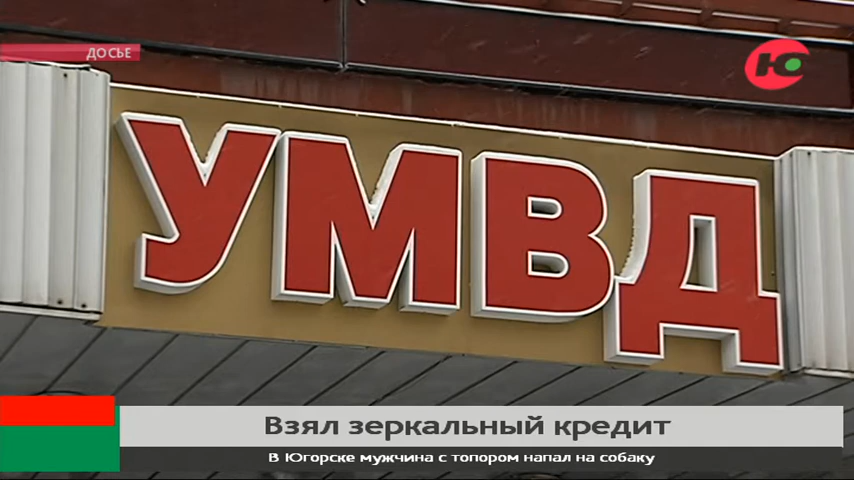 ДОСЬЕ
Ю
УМВД
Взял зеркальный кредит
В Югорске мужчина с топором напал на собаку